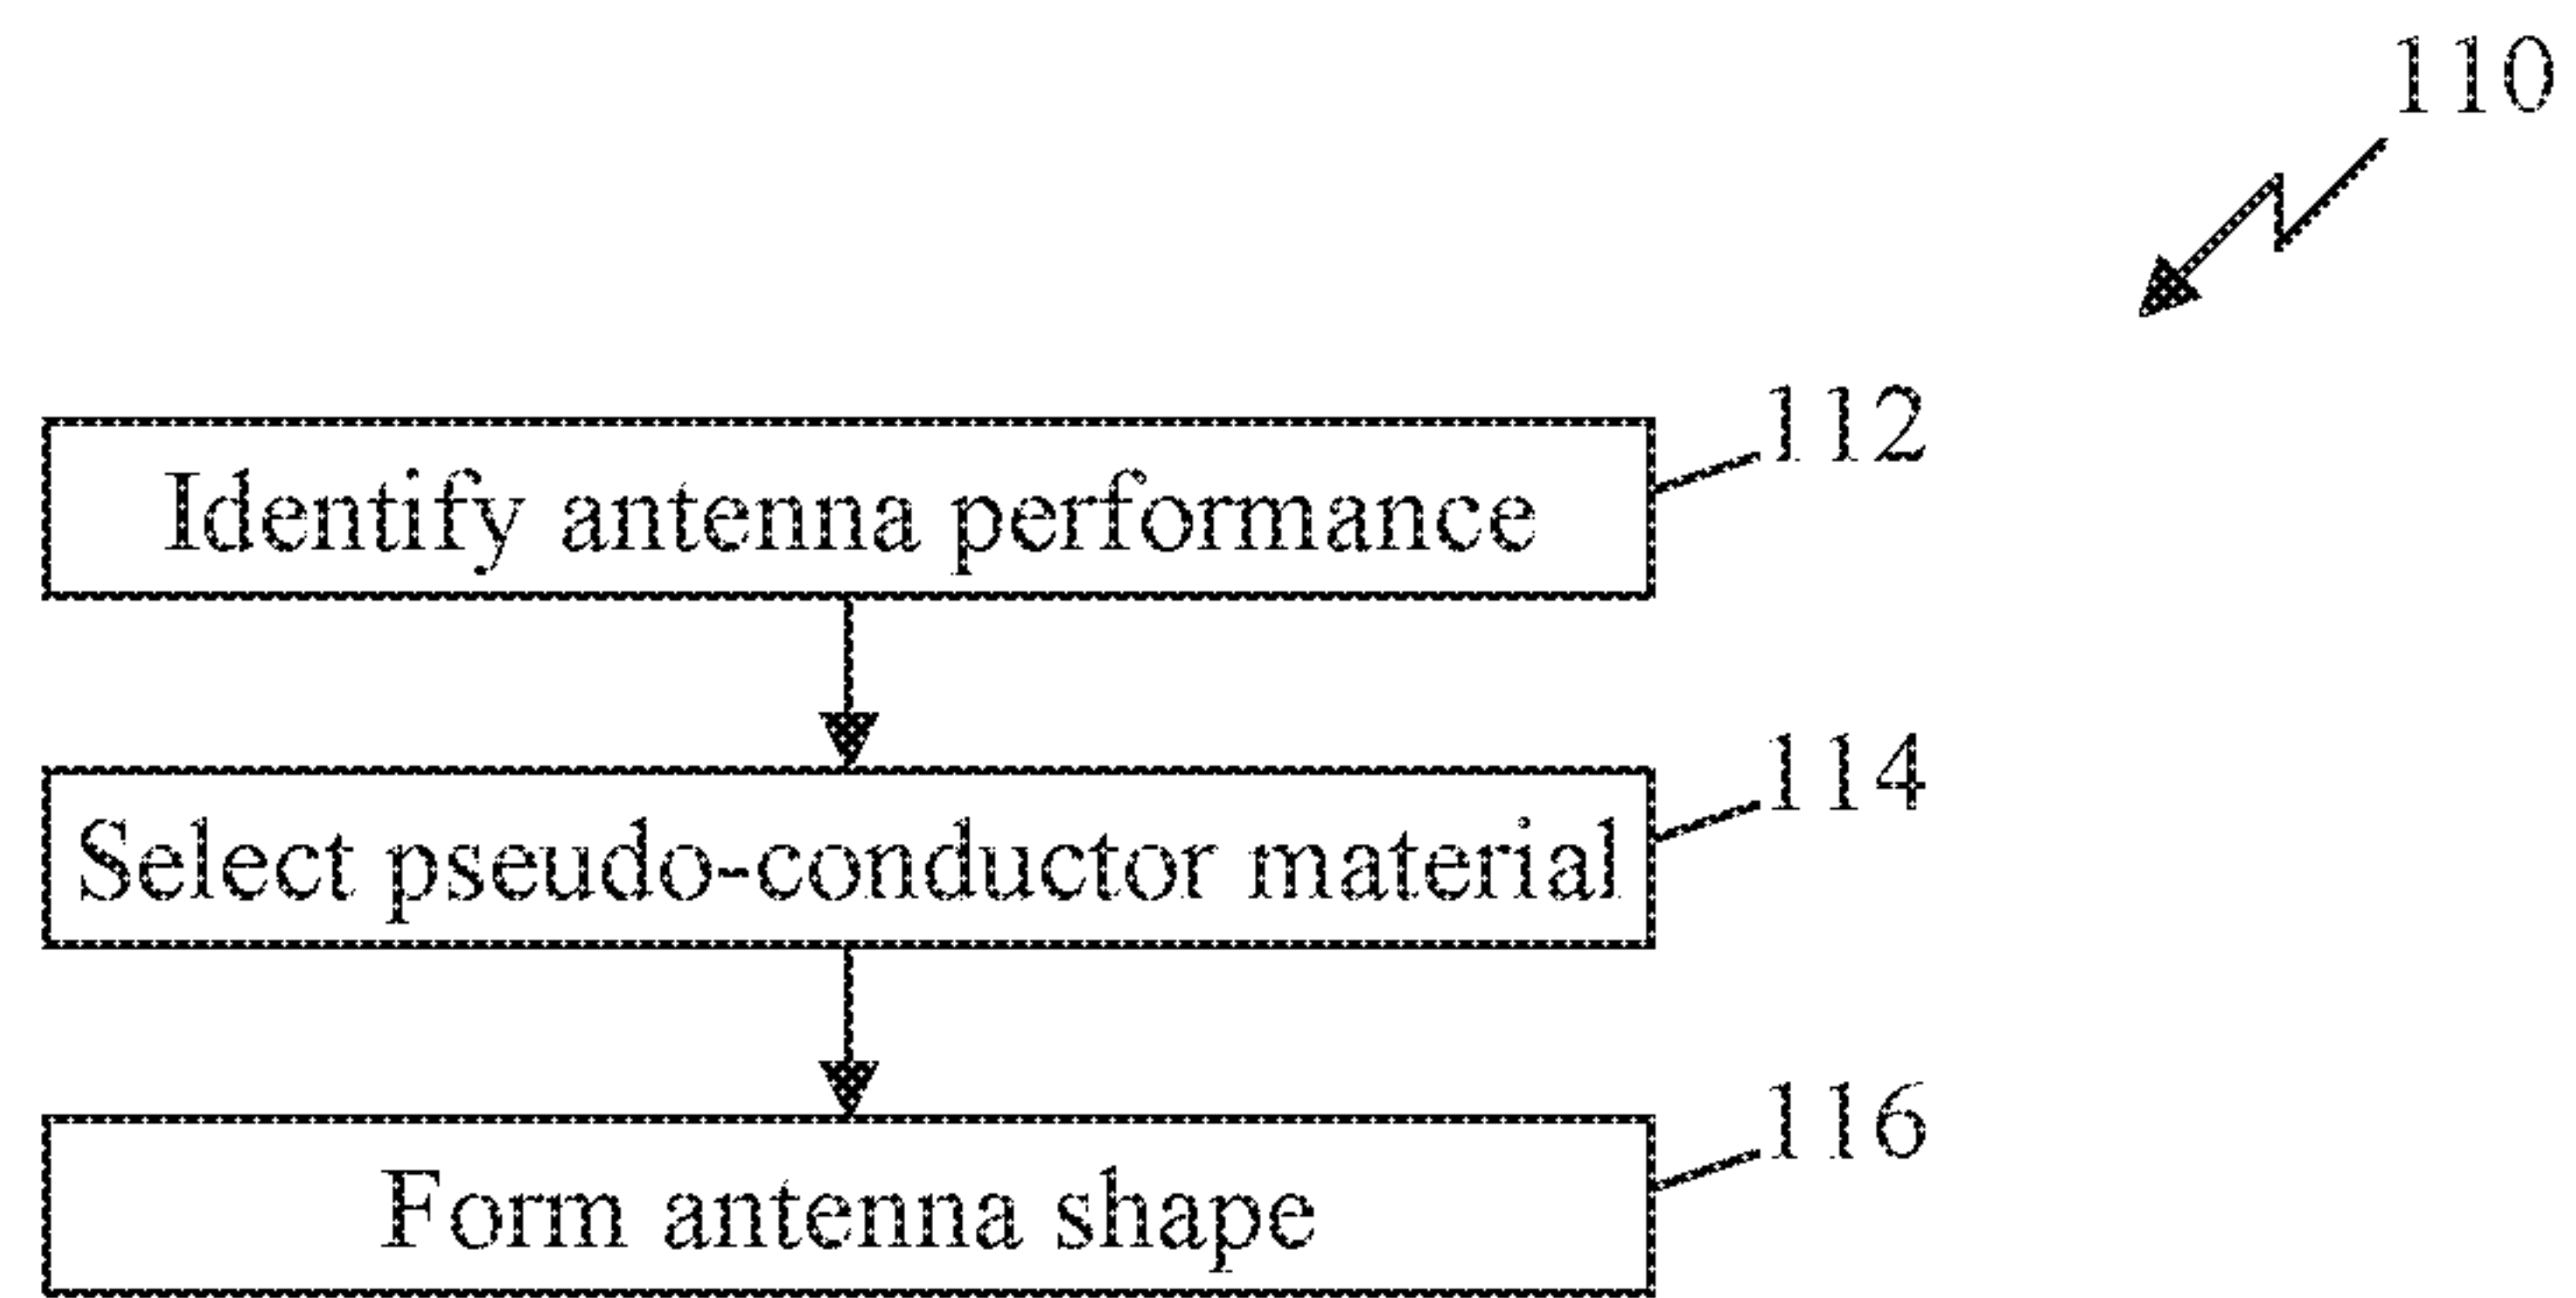 110
112
Identify antenna performance
114
Select pseudo-conductor material
116
Form antenna shape